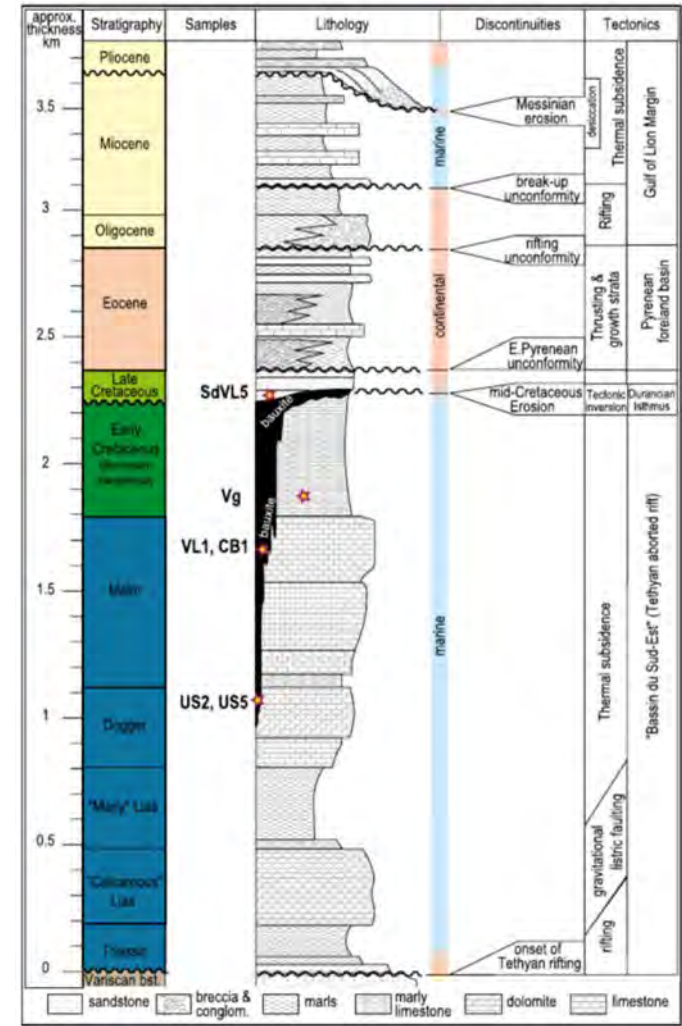 approx.
thickness
km
Stratigraphy
Samples
Lithology
Discontinuities
Tectonics
Pliocene
3.5
Miocene
3
Oligocene
Eocene
2.5
Late
Cretaceous
Early
Cretaceous
2
Malm
1.5
Dogger
1
"Marly" Lias
0.5
"Calcareous"
Lias
Triassic
0
Variscan bst.
SdVL5
Vg
VL1, CB1
US2, US5
bauxite
bauxite
marine
continental
marine
Messinian
erosion
break-up
unconformity
rifting
unconformity
E.Pyrenean
unconformity
mid-Cretaceous
Erosion
onset of
Tethyan rifting
desiccation
Thermal subsidence
Gulf of Lion Margin
Rifting
Thrusting &
growth strata
Pyrenean
foreland basin
Tectonic
inversion
Durancian
Isthmus
Thermal subsidence
"Bassin du Sud-Est" (Tethyan aborted rift)
gravitational
listric faulting
rifting
sandstone
breccia &
conglom.
marls
marly
limestone
dolomite
limestone